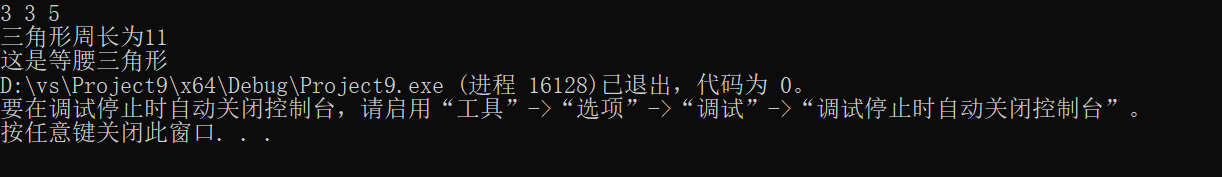 3 3 5
三角形周长为11
这是等腰三角形
D:\vs\Project9\x64\Debug\Project9.exe (进程 16128)已退出，代码为 0。
要在调试停止时自动关闭控制台，请启用“工具”->“选项”->“调试”->“调试停止时自动关闭控制台”。
按任意键关闭此窗口. . .